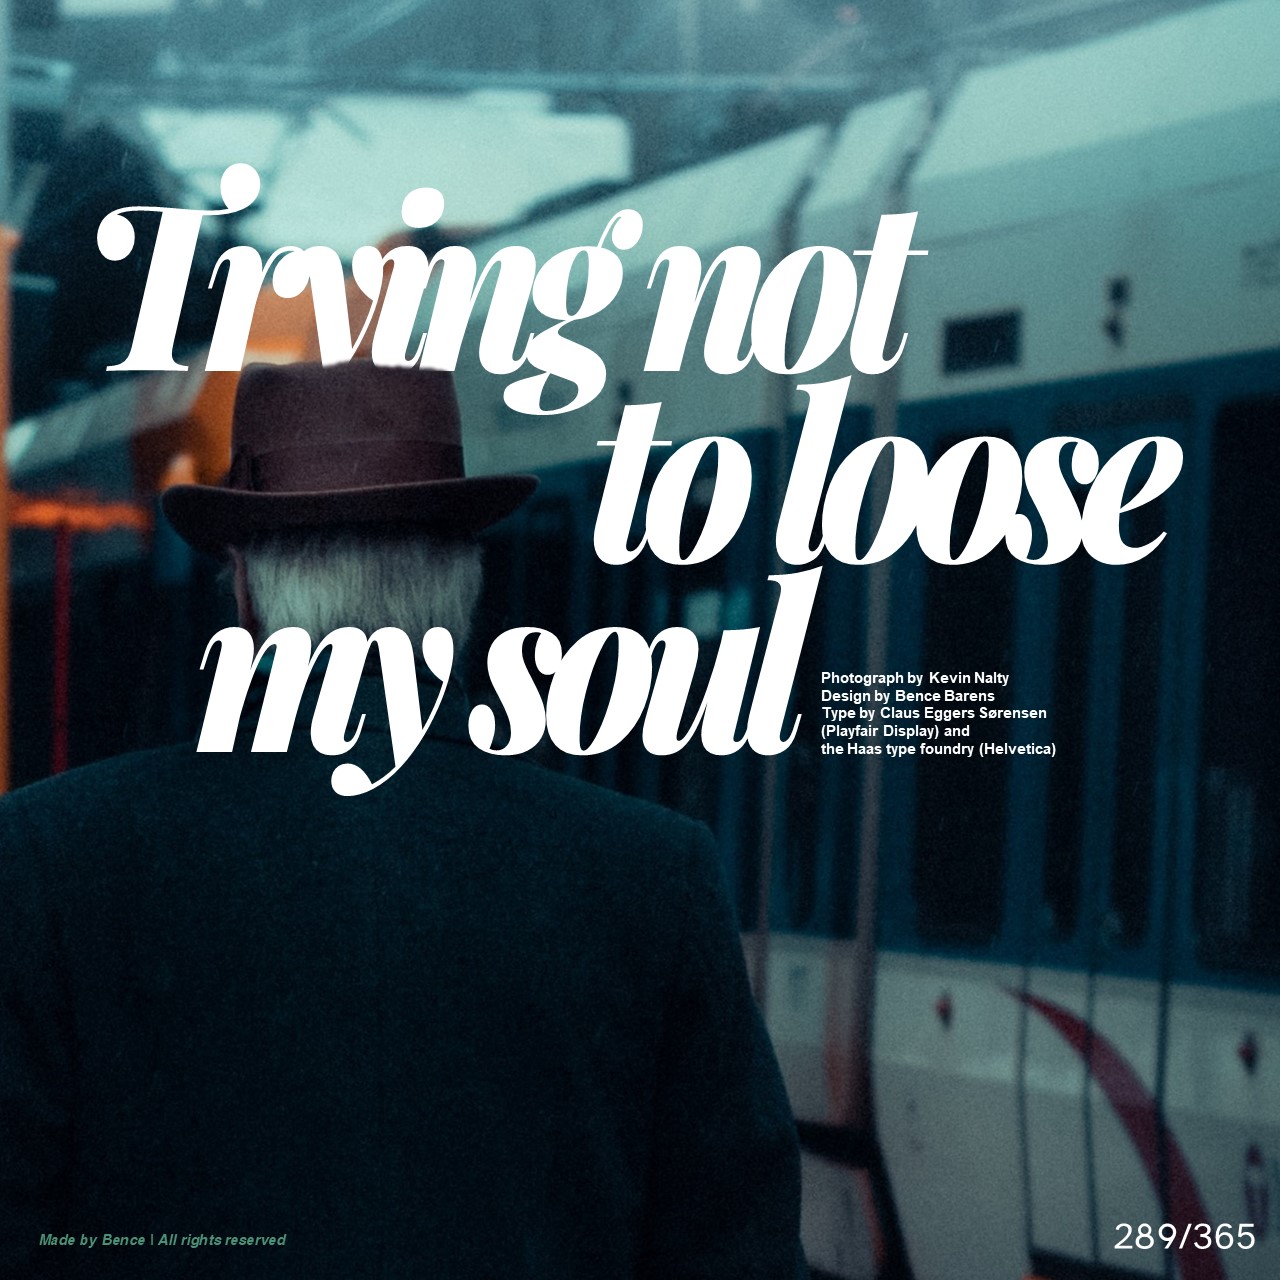 Trying not
to loose
my soul
Photograph by Kevin Nalty
Design by Bence Barens
Type by Claus Eggers Sørensen
(Playfair Display) and
the Haas type foundry (Helvetica)
Made by Bence | All rights reserved
289/365